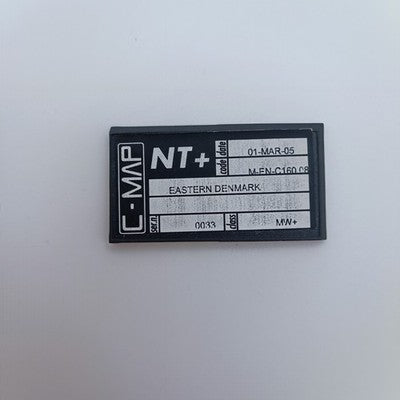 C-MAP
NT+
date 01-MAR-05
code M-EN-C160.08
EASTERN DENMARK
ser.n 0033 class MW+